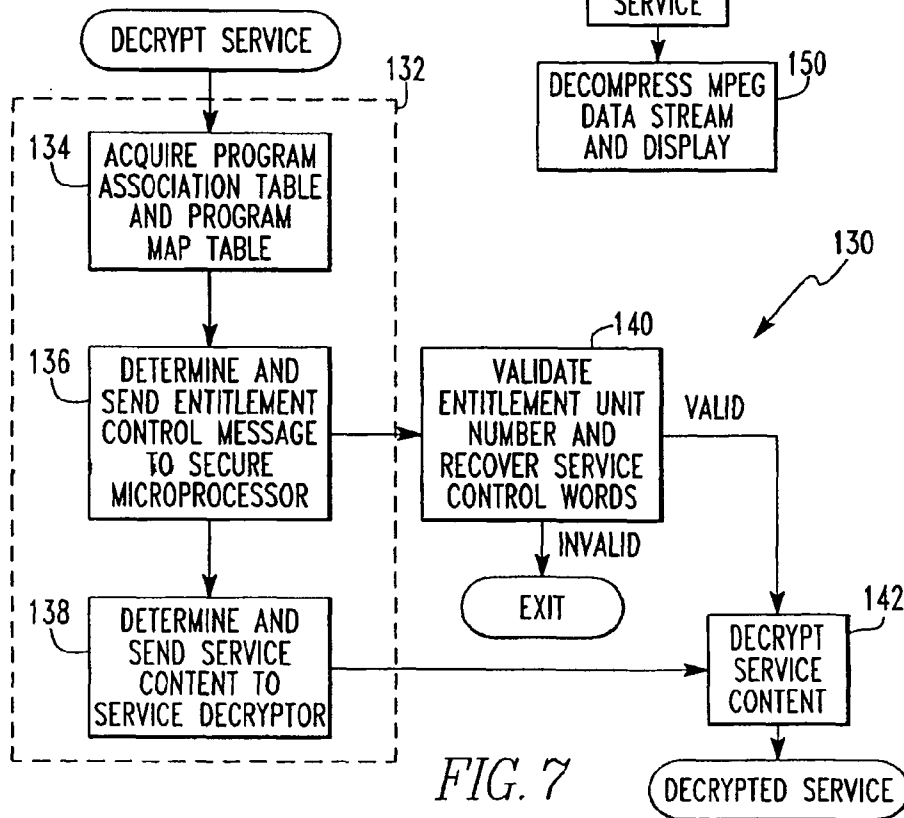 SERVICE
150
DECOMPRESS MPEG
DATA STREAM
AND DISPLAY
DECRYPT SERVICE
132
134
ACQUIRE PROGRAM
ASSOCIATION TABLE
AND PROGRAM
MAP TABLE
130
136
DETERMINE AND
SEND ENTITLEMENT
CONTROL MESSAGE
TO SECURE
MICROPROCESSOR
140
VALIDATE
ENTITLEMENT UNIT
NUMBER AND
RECOVER SERVICE
CONTROL WORDS
VALID
INVALID
EXIT
138
DETERMINE AND
SEND SERVICE
CONTENT TO
SERVICE DECRYPTOR
142
DECRYPT
SERVICE
CONTENT
DECRYPTED SERVICE
FIG. 7